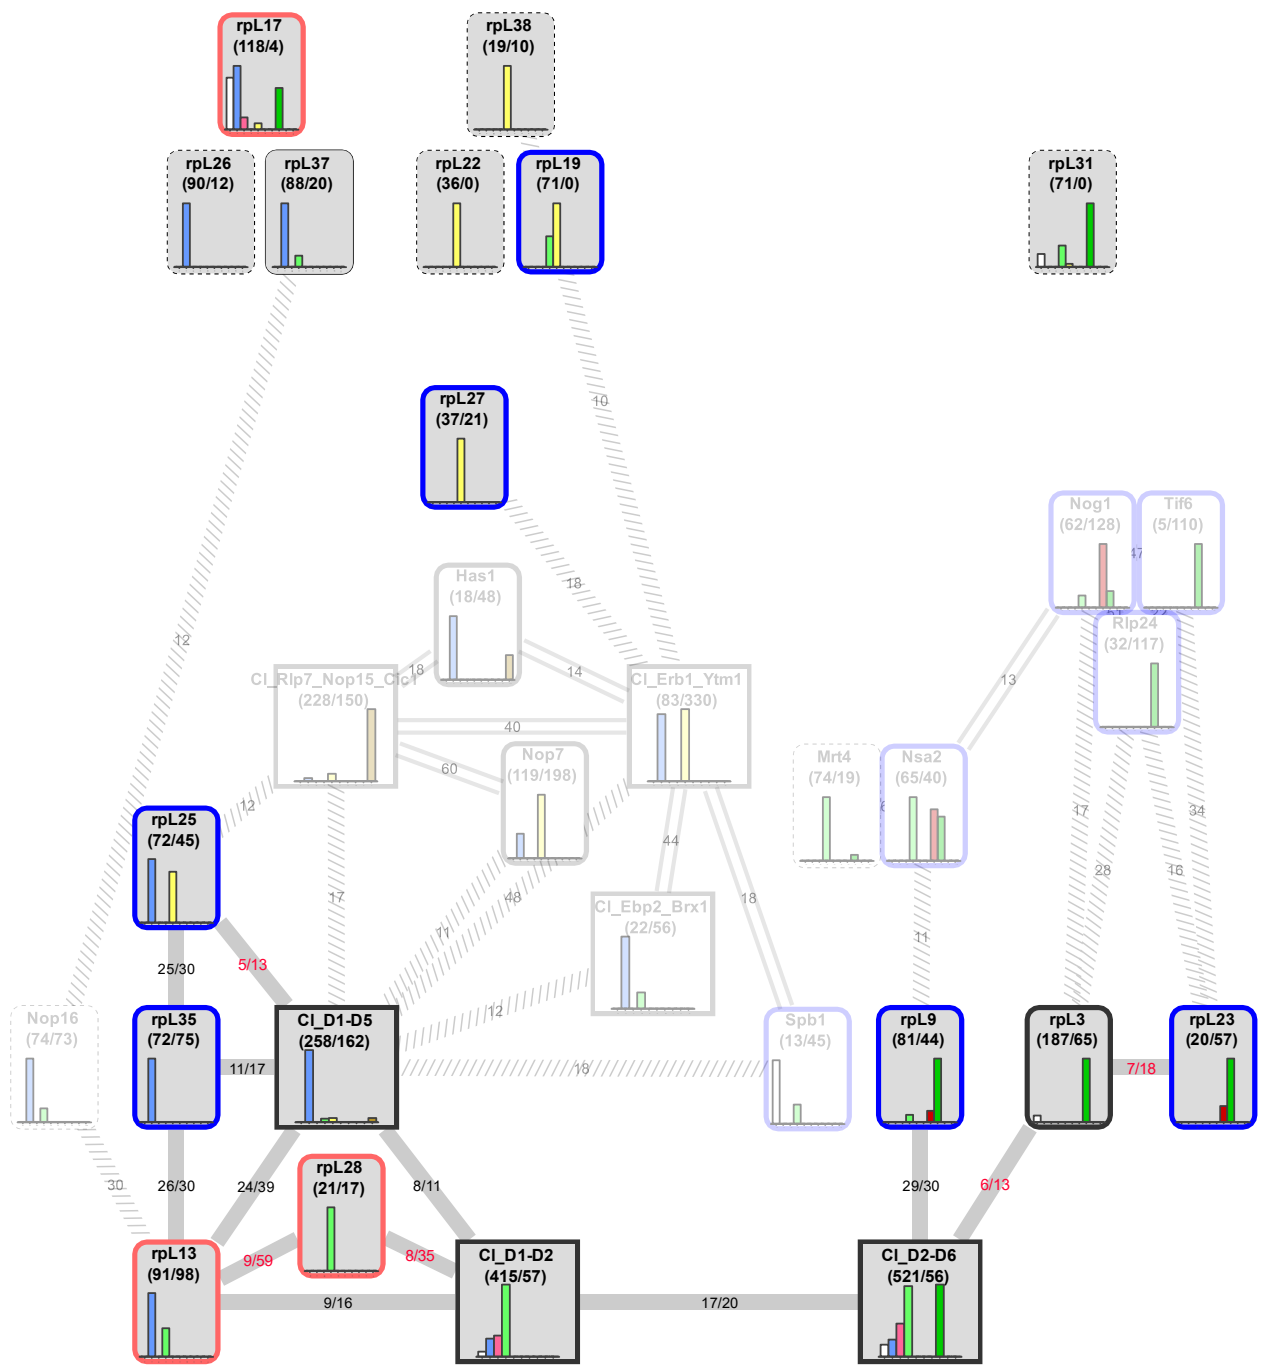 rpL17
(118/4)
rpL38
(19/10)
rpL26
(90/12)
rpL37
(88/20)
rpL22
(36/0)
rpL19
(71/0)
rpL31
(71/0)
rpL27
(37/21)
10
18
12
Has1
(18/48)
Nog1
(62/128)
47
Tif6
(5/110)
Rlp24
(32/117)
Cl_Rlp7_Nop15_Cic1
(228/150)
18
14
Cl_Erb1_Ytm1
(83/330)
40
60
Nop7
(119/198)
13
Mrt4
(74/19)
6
Nsa2
(65/40)
12
rpL25
(72/45)
17
28
34
16
44
18
17
48
11
Cl_Ebp2_Brx1
(22/56)
11
25/30
5/13
12
Nop16
(74/73)
rpL35
(72/75)
11/17
Cl_D1-D5
(258/162)
18
Spb1
(13/45)
rpL9
(81/44)
rpL3
(187/65)
7/18
rpL23
(20/57)
30
26/30
24/39
rpL28
(21/17)
8/11
29/30
6/13
rpL13
(91/98)
9/59
8/35
Cl_D1-D2
(415/57)
Cl_D2-D6
(521/56)
9/16
17/20